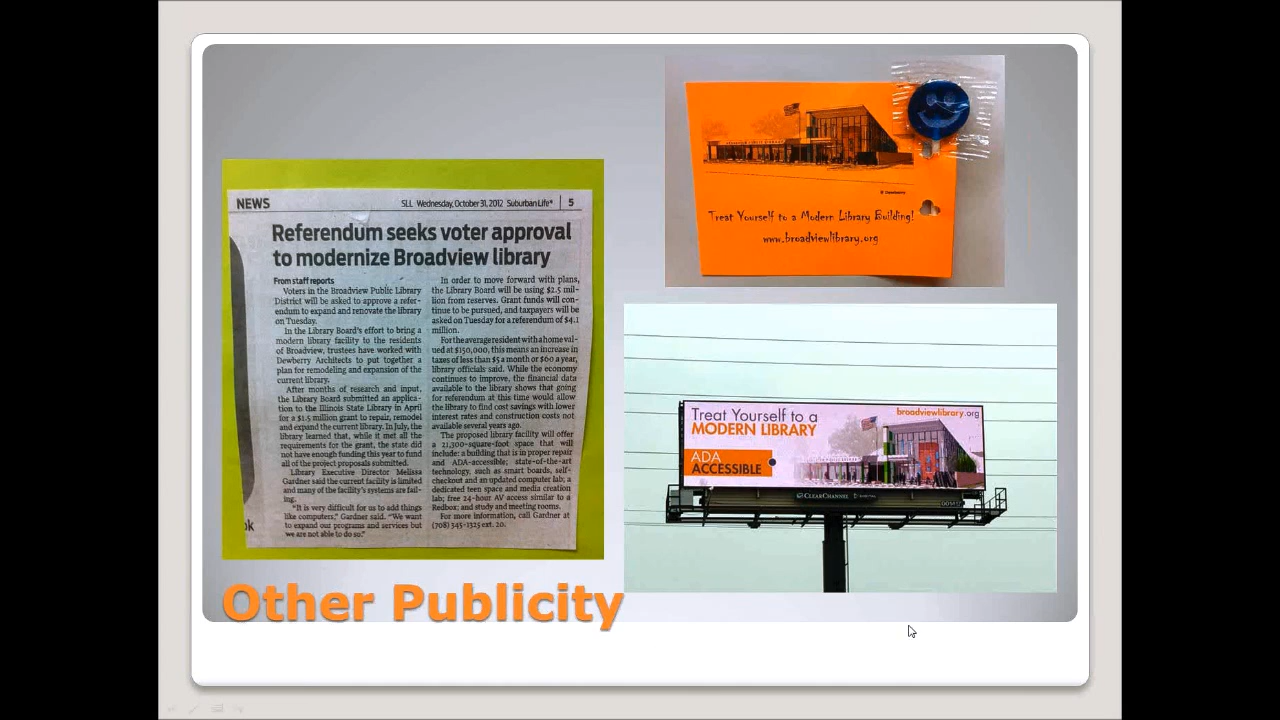 NEWS SLL Wednesday, October 31, 2012 Suburban Life® 5
Referendum seeks voter approval
to modernize Broadview library
From staff reports
Voters in the Broadview Public Library
District will be asked to approve a refer-
endum to expand and renovate the library
on Tuesday.
In the Library Board's effort to bring a
modern library facility to the residents
of Broadview, trustees have worked with
Dewberry Architects to put together a
plan for remodeling and expansion of the
current library.
After months of research and input,
the Library Board submitted an applica-
tion to the Illinois State Library in April
for a $1.5 million grant to repair, remodel
and expand the current library. In July, the
library learned that, while it met all the
requirements for the grant, the state did
not have enough funding this year to fund
all of the project proposals submitted.
Library Executive Director Melissa
Gardner said the current facility is limited
and many of the facility's systems are fail-
ing.
"It is very difficult for us to add things
like computers," Gardner said. "We want
to expand our programs and services but
we are not able to do so."
In order to move forward with plans,
the Library Board will be using $2.5 mil-
lion from reserves. Grant funds will con-
tinue to be pursued, and taxpayers will be
asked on Tuesday for a referendum of $4.1
million.
For the average resident with a home val-
ued at $150,000, this means an increase in
taxes of less than $5 a month or $60 a year,
library officials said. While the economy
continues to improve, the financial data
available to the library shows that going
for referendum at this time would allow
the library to find cost savings with lower
interest rates and construction costs not
available several years ago.
The proposed library facility will offer
a 21,300-square-foot space that will
include: a building that is in proper repair
and ADA-accessible; state-of-the-art
technology, such as smart boards, self-
checkout and an updated computer lab; a
dedicated teen space and media creation
lab; free 24-hour AV access similar to a
Redbox; and study and meeting rooms.
For more information, call Gardner at
(708) 345-1325 ext. 20.
ok
© Dewberry
Treat Yourself to a Modern Library Building!
www.broadviewlibrary.org
Treat Yourself to a
MODERN LIBRARY
broadviewlibrary.org
ADA
ACCESSIBLE
CLEARCHANNEL
Other Publicity